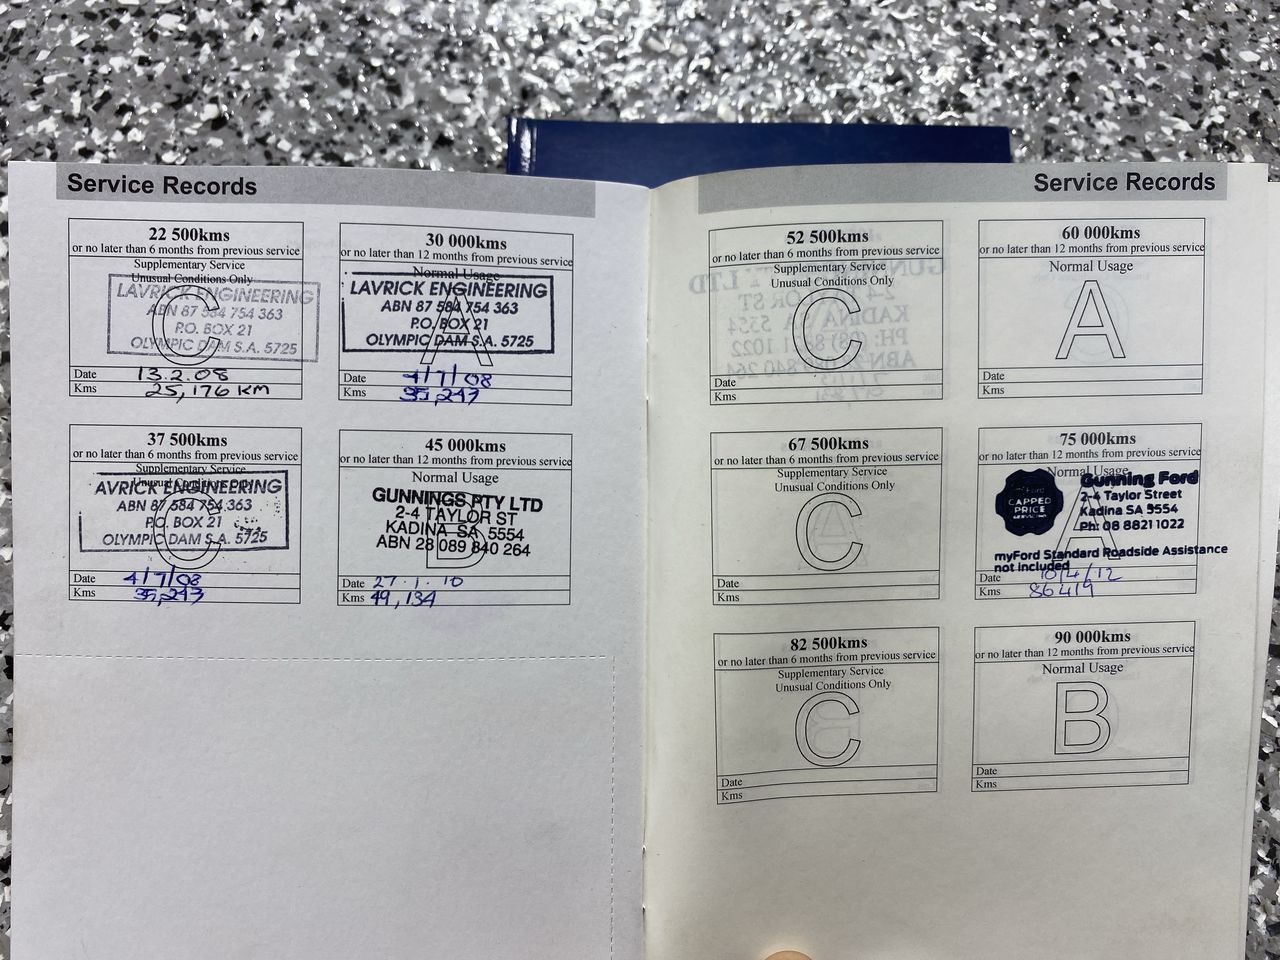 Service Records
22 500kms
or no later than 6 months from previous service
Supplementary Service
Unusual Conditions Only
C
LAVRICK ENGINEERING
ABN 87 584 754 363
P.O. BOX 21
OLYMPIC DAM S.A. 5725
Date 13.2.08
Kms 25,176 KM
30 000kms
or no later than 12 months from previous service
Normal Usage
A
LAVRICK ENGINEERING
ABN 87 584 754 363
P.O. BOX 21
OLYMPIC DAM S.A. 5725
Date 4/7/08
Kms 35,247
37 500kms
or no later than 6 months from previous service
Supplementary Service
Unusual Conditions Only
C
AVRICK ENGINEERING
ABN 87 584 754 363
P.O. BOX 21
OLYMPIC DAM S.A. 5725
Date 4/7/08
Kms 35,247
45 000kms
or no later than 12 months from previous service
Normal Usage
B
GUNNINGS PTY LTD
2-4 TAYLOR ST
KADINA SA 5554
ABN 28 089 840 264
Date 27.1.10
Kms 49,134
Service Records
52 500kms
or no later than 6 months from previous service
Supplementary Service
Unusual Conditions Only
C
Date
Kms
60 000kms
or no later than 12 months from previous service
Normal Usage
A
Date
Kms
67 500kms
or no later than 6 months from previous service
Supplementary Service
Unusual Conditions Only
C
Date
Kms
75 000kms
or no later than 12 months from previous service
Normal Usage
A
myFord
CAPPED
PRICE
SERVICING
Gunning Ford
2-4 Taylor Street
Kadina SA 5554
Ph: 08 8821 1022
myFord Standard Roadside Assistance
not included
Date 10/4/12
Kms 86419
82 500kms
or no later than 6 months from previous service
Supplementary Service
Unusual Conditions Only
C
Date
Kms
90 000kms
or no later than 12 months from previous service
Normal Usage
B
Date
Kms